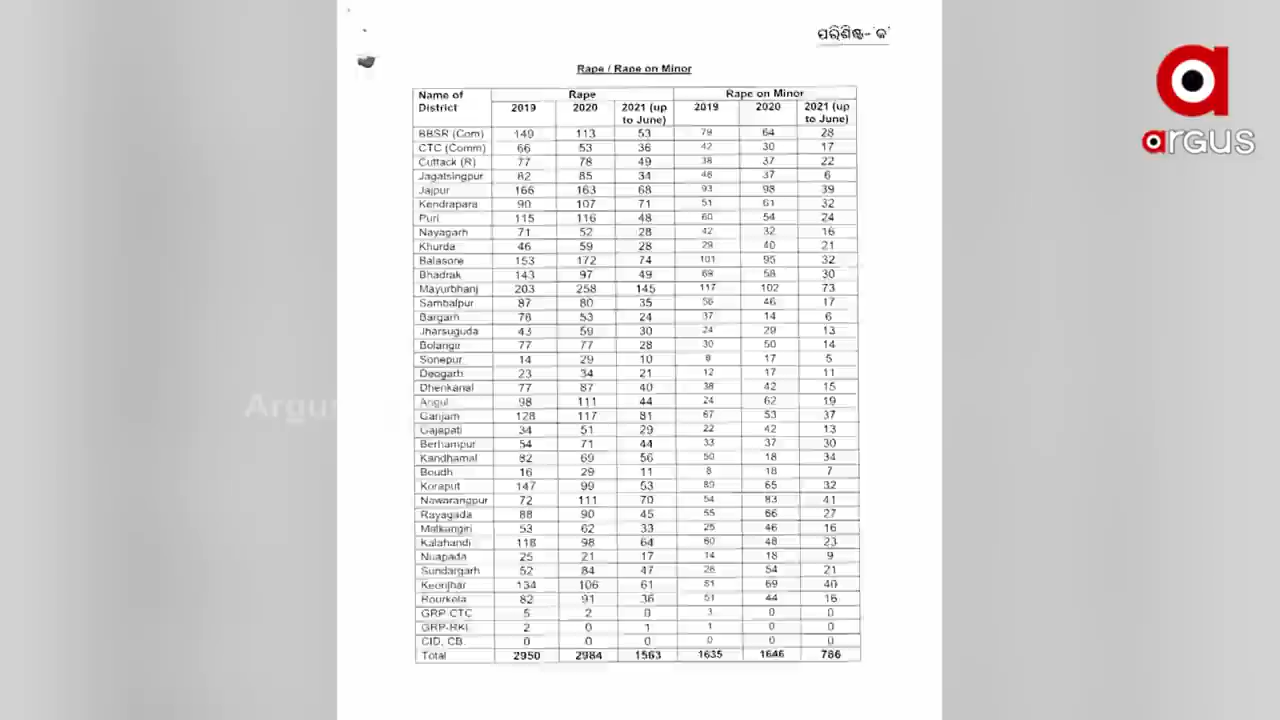 ପରିଶିଷ୍ଟ-'କ'
argus
Rape / Rape on Minor
Name of District Rape Rape on Minor
2019 2020 2021 (up to June) 2019 2020 2021 (up to June)
BBSR (Com) 149 113 53 79 64 28
CTC (Comm) 66 53 36 42 30 17
Cuttack (R) 77 78 49 38 37 22
Jagatsingpur 82 85 34 48 37 6
Jajpur 166 163 68 93 98 39
Kendrapara 90 107 71 51 61 32
Puri 115 116 48 60 54 24
Nayagarh 71 52 28 42 32 16
Khurda 46 59 28 29 40 21
Balasore 153 172 74 101 95 32
Bhadrak 143 97 49 69 58 30
Mayurbhanj 203 258 145 117 102 73
Sambalpur 87 80 35 56 46 17
Bargarh 78 53 24 37 14 6
Jharsuguda 43 59 30 24 29 13
Bolangir 77 77 28 30 50 14
Sonepur 14 29 10 8 17 5
Deogarh 23 34 21 12 17 11
Dhenkanal 77 87 40 38 42 15
Angul 98 111 44 24 62 19
Ganjam 128 117 81 67 53 37
Gajapati 34 51 29 22 42 13
Berhampur 54 71 44 33 37 30
Kandhamal 82 69 56 50 18 34
Boudh 16 29 11 8 18 7
Koraput 147 99 53 89 65 32
Nawarangpur 72 111 70 54 83 41
Rayagada 88 90 45 55 66 27
Malkangiri 53 62 33 25 46 16
Kalahandi 118 98 64 60 48 23
Nuapada 25 21 17 14 18 9
Sundargarh 52 84 47 28 54 21
Keonjhar 134 106 61 81 69 40
Rourkela 82 91 36 51 44 16
GRP CTC 5 2 0 3 0 0
GRP-RKL 2 0 1 1 0 0
CID, CB. 0 0 0 0 0 0
Total 2950 2984 1563 1635 1646 786
Argus